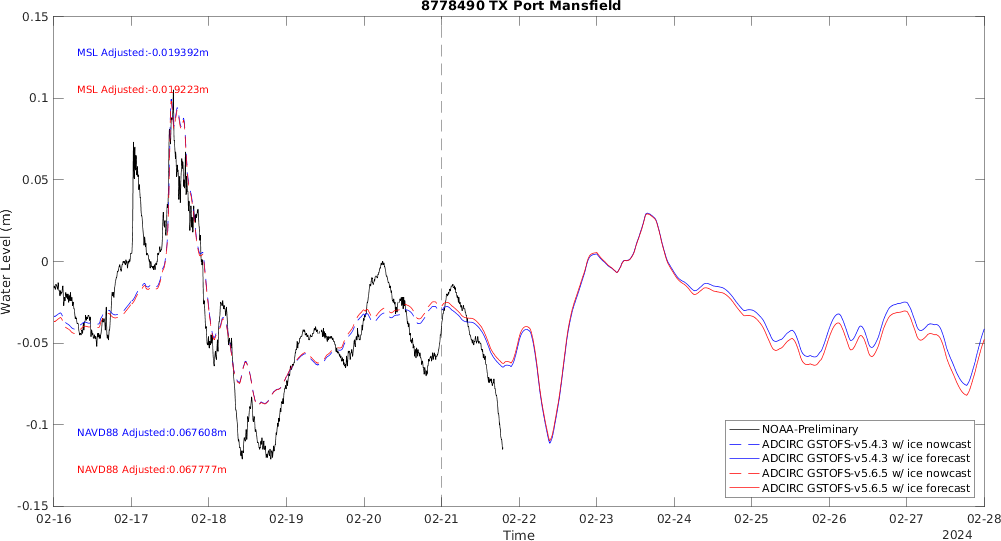 8778490 TX Port Mansfield
0.15
0.1
0.05
0
-0.05
-0.1
-0.15
Water Level (m)
MSL Adjusted:-0.019392m
MSL Adjusted:-0.019223m
NAVD88 Adjusted:0.067608m
NAVD88 Adjusted:0.067777m
NOAA-Preliminary
ADCIRC GSTOFS-v5.4.3 w/ ice nowcast
ADCIRC GSTOFS-v5.4.3 w/ ice forecast
ADCIRC GSTOFS-v5.6.5 w/ ice nowcast
ADCIRC GSTOFS-v5.6.5 w/ ice forecast
02-16 02-17 02-18 02-19 02-20 02-21 02-22 02-23 02-24 02-25 02-26 02-27 02-28
Time
2024